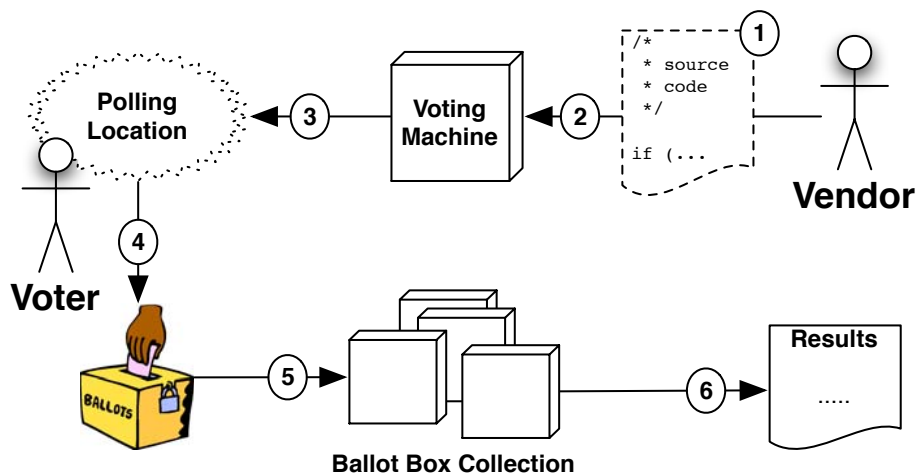 1
/*
* source
* code
*/
if (...
Vendor
2
Voting
Machine
3
Polling
Location
Voter
4
BALLOTS
5
Ballot Box Collection
6
Results
.....